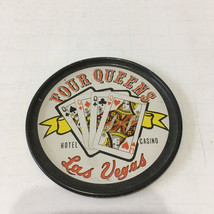 FOUR QUEENS
Q Q Q Q
HOTEL CASINO
Las Vegas